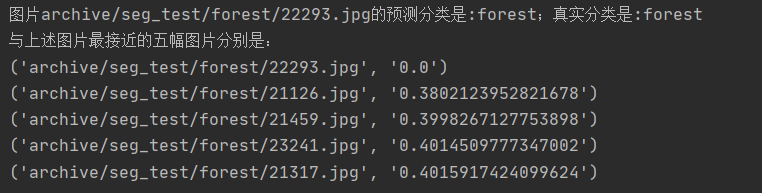 图片archive/seg_test/forest/22293.jpg的预测分类是:forest；真实分类是:forest
与上述图片最接近的五幅图片分别是：
('archive/seg_test/forest/22293.jpg', '0.0')
('archive/seg_test/forest/21126.jpg', '0.3802123952821678')
('archive/seg_test/forest/21459.jpg', '0.3998267127753898')
('archive/seg_test/forest/23241.jpg', '0.4014509777347002')
('archive/seg_test/forest/21317.jpg', '0.4015917424099624')